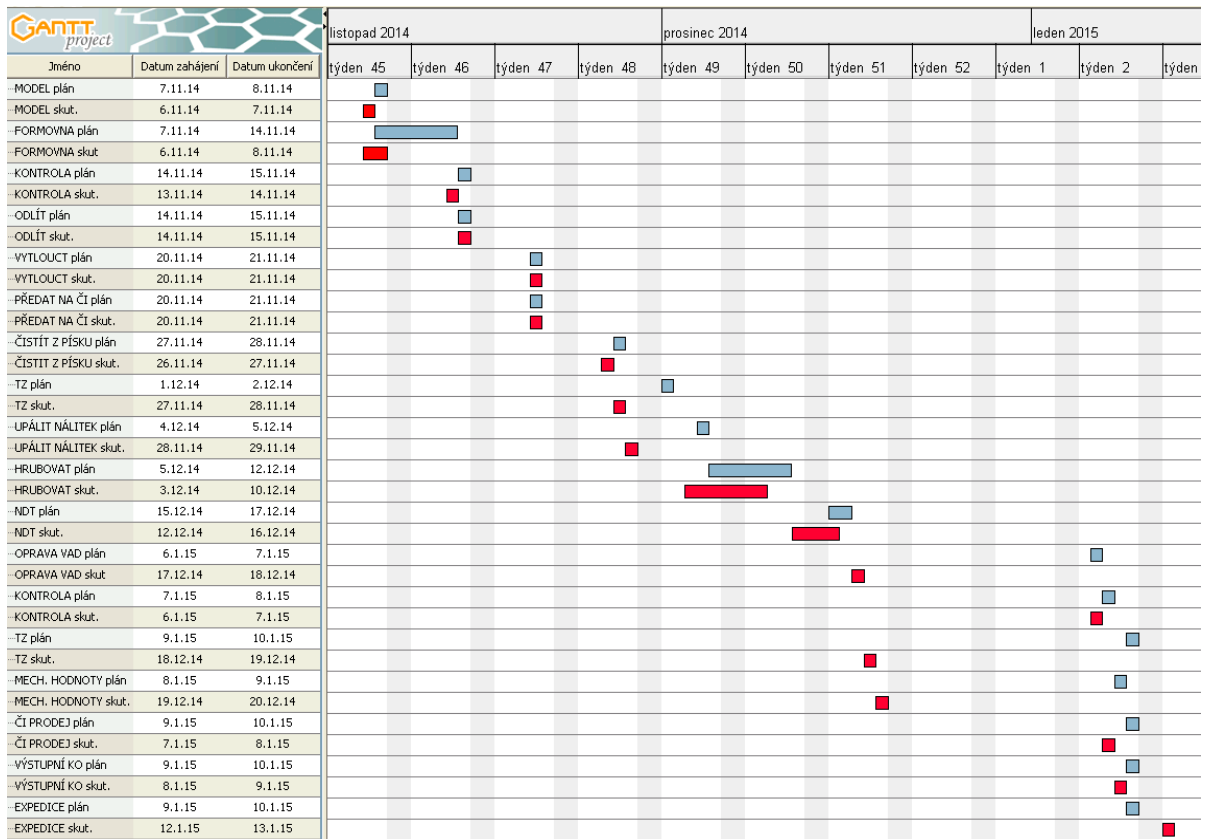 GANTT
project
listopad 2014 prosinec 2014 leden 2015
Jméno Datum zahájení Datum ukončení týden 45 týden 46 týden 47 týden 48 týden 49 týden 50 týden 51 týden 52 týden 1 týden 2 týden
MODEL plán 7.11.14 8.11.14
MODEL skut. 6.11.14 7.11.14
FORMOVNA plán 7.11.14 14.11.14
FORMOVNA skut 6.11.14 8.11.14
KONTROLA plán 14.11.14 15.11.14
KONTROLA skut. 13.11.14 14.11.14
ODLÍT plán 14.11.14 15.11.14
ODLÍT skut. 14.11.14 15.11.14
VYTLOUCT plán 20.11.14 21.11.14
VYTLOUCT skut. 20.11.14 21.11.14
PŘEDAT NA ČI plán 20.11.14 21.11.14
PŘEDAT NA ČI skut. 20.11.14 21.11.14
ČISTÍT Z PÍSKU plán 27.11.14 28.11.14
ČISTIT Z PÍSKU skut. 26.11.14 27.11.14
TZ plán 1.12.14 2.12.14
TZ skut. 27.11.14 28.11.14
UPÁLIT NÁLITEK plán 4.12.14 5.12.14
UPÁLIT NÁLITEK skut. 28.11.14 29.11.14
HRUBOVAT plán 5.12.14 12.12.14
HRUBOVAT skut. 3.12.14 10.12.14
NDT plán 15.12.14 17.12.14
NDT skut. 12.12.14 16.12.14
OPRAVA VAD plán 6.1.15 7.1.15
OPRAVA VAD skut 17.12.14 18.12.14
KONTROLA plán 7.1.15 8.1.15
KONTROLA skut. 6.1.15 7.1.15
TZ plán 9.1.15 10.1.15
TZ skut. 18.12.14 19.12.14
MECH. HODNOTY plán 8.1.15 9.1.15
MECH. HODNOTY skut. 19.12.14 20.12.14
ČI PRODEJ plán 9.1.15 10.1.15
ČI PRODEJ skut. 7.1.15 8.1.15
VÝSTUPNÍ KO plán 9.1.15 10.1.15
VÝSTUPNÍ KO skut. 8.1.15 9.1.15
EXPEDICE plán 9.1.15 10.1.15
EXPEDICE skut. 12.1.15 13.1.15